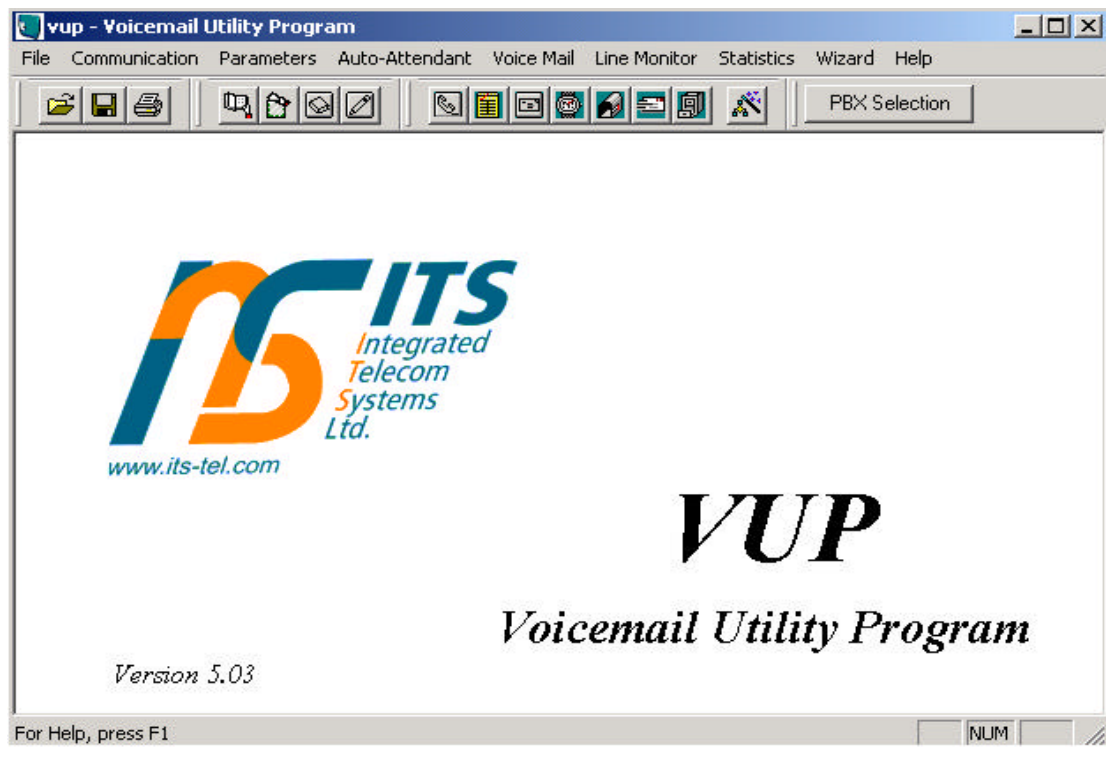 vup - Voicemail Utility Program
File Communication Parameters Auto-Attendant Voice Mail Line Monitor Statistics Wizard Help
PBX Selection
ITS
Integrated
Telecom
Systems
Ltd.
www.its-tel.com
VUP
Voicemail Utility Program
Version 5.03
For Help, press F1 NUM